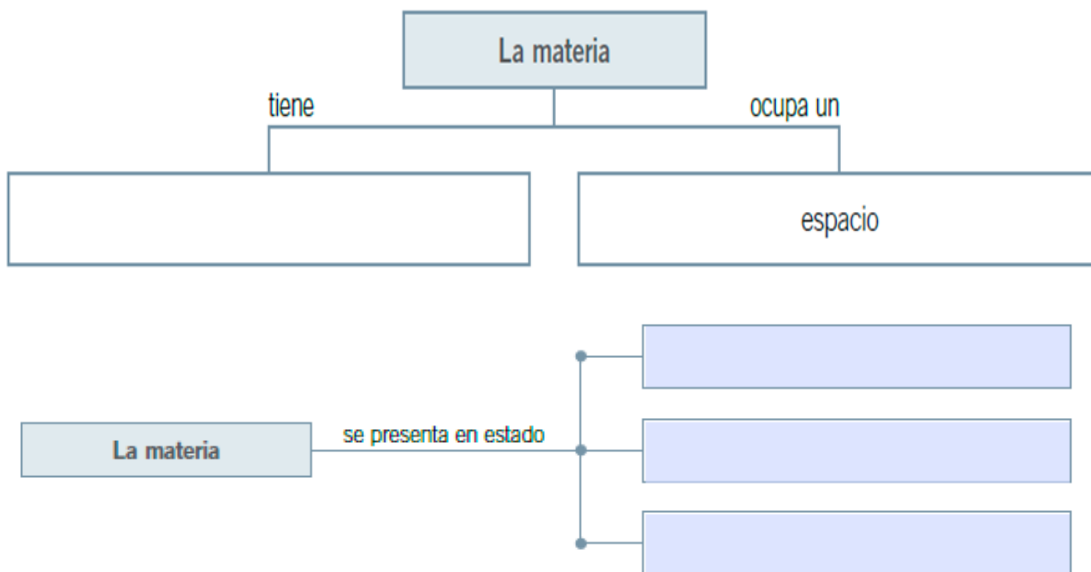 La materia
tiene
ocupa un
espacio
La materia
se presenta en estado